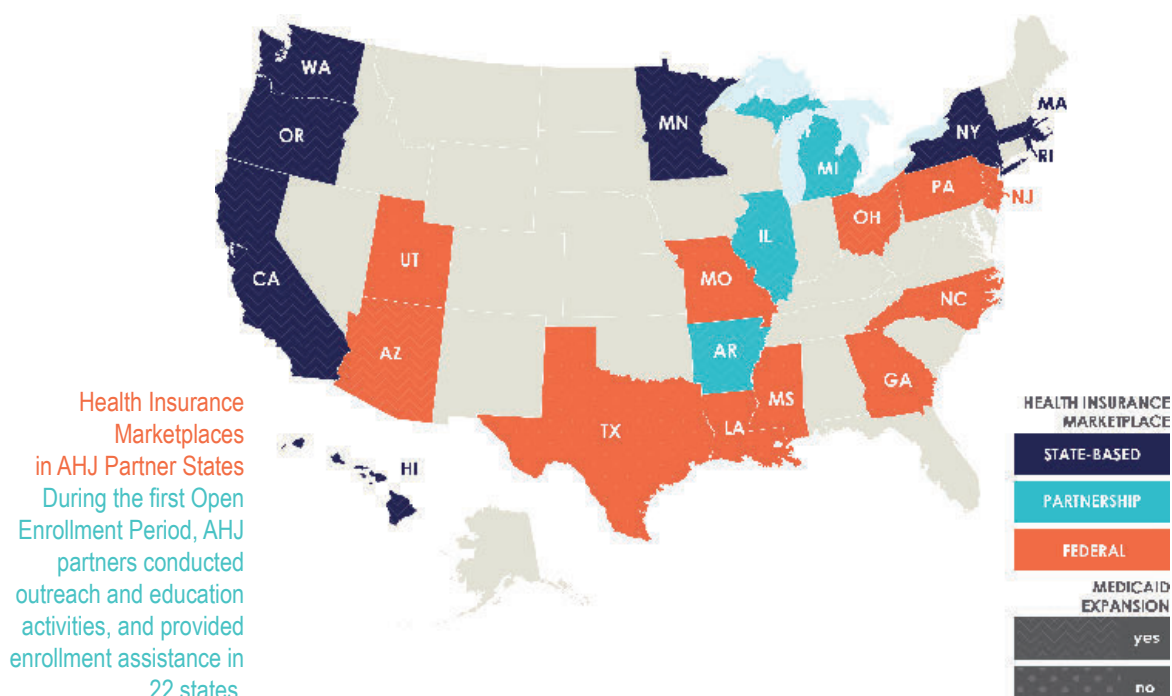 WA
OR
CA
UT
AZ
TX
MN
MO
AR
LA
MS
IL
MI
OH
PA
NY
MA
RI
NJ
NC
GA
HI
Health Insurance
Marketplaces
in AHJ Partner States
During the first Open
Enrollment Period, AHJ
partners conducted
outreach and education
activities, and provided
enrollment assistance in
22 states.
HEALTH INSURANCE
MARKETPLACE
STATE-BASED
PARTNERSHIP
FEDERAL
MEDICAID
EXPANSION
yes
no